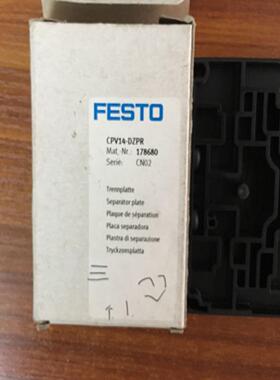 FESTO
CPV14-DZPR
Mat.-Nr.: 178680
Serie: CN02
Trennplatte
Separator plate
Plaque de séparation
Placa separadora
Piastra di separazione
Tryckzonsplatta